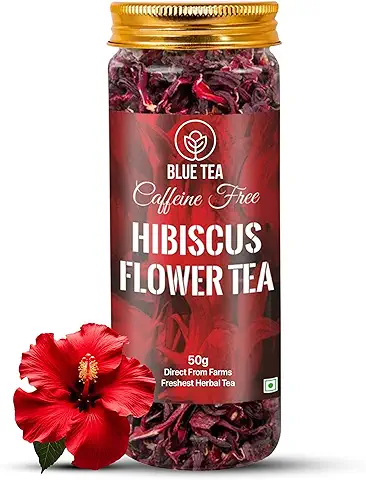 BLUE TEA
Caffeine Free
HIBISCUS
FLOWER TEA
50g
Direct From Farms
Freshest Herbal Tea